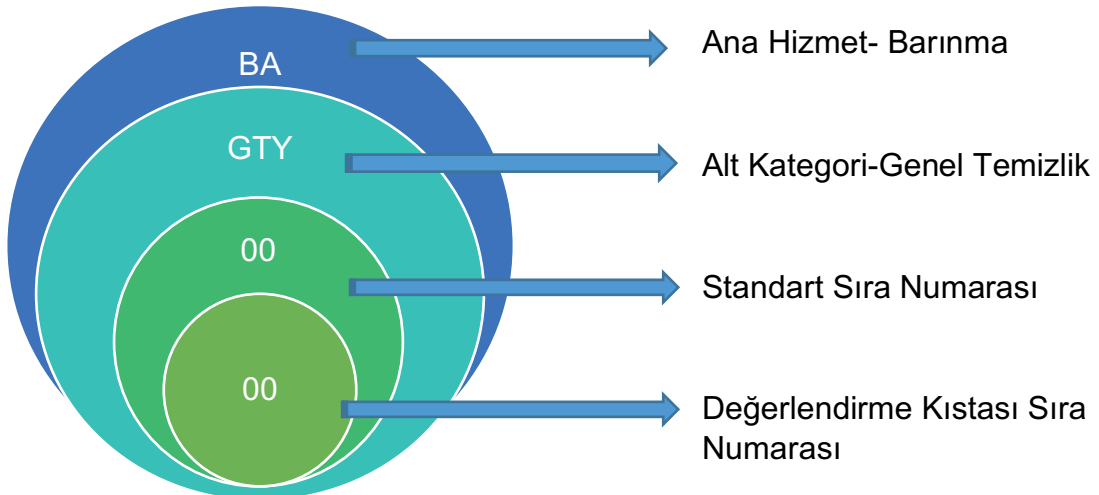 BA
Ana Hizmet- Barınma
GTY
Alt Kategori-Genel Temizlik
00
Standart Sıra Numarası
00
Değerlendirme Kıstası Sıra
Numarası